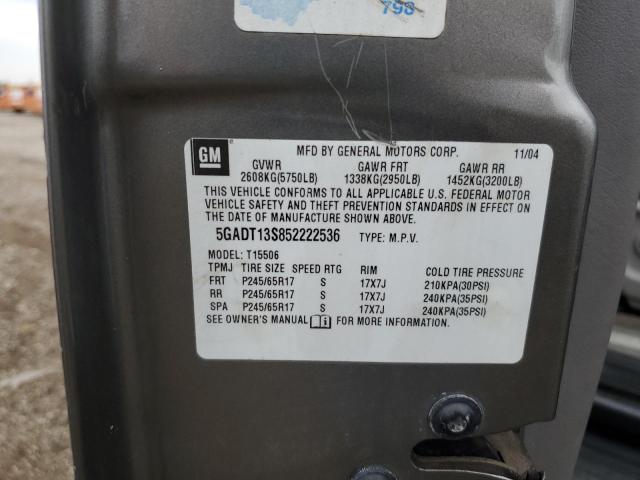 798
GM
MFD BY GENERAL MOTORS CORP. 11/04
GVWR GAWR FRT GAWR RR
2608KG(5750LB) 1338KG(2950LB) 1452KG(3200LB)
THIS VEHICLE CONFORMS TO ALL APPLICABLE U.S. FEDERAL MOTOR
VEHICLE SAFETY AND THEFT PREVENTION STANDARDS IN EFFECT ON
THE DATE OF MANUFACTURE SHOWN ABOVE.
5GADT13S852222536 TYPE: M.P.V.
MODEL: T15506
TPMJ TIRE SIZE SPEED RTG RIM COLD TIRE PRESSURE
FRT P245/65R17 S 17X7J 210KPA(30PSI)
RR P245/65R17 S 17X7J 240KPA(35PSI)
SPA P245/65R17 S 17X7J 240KPA(35PSI)
SEE OWNER'S MANUAL FOR MORE INFORMATION.